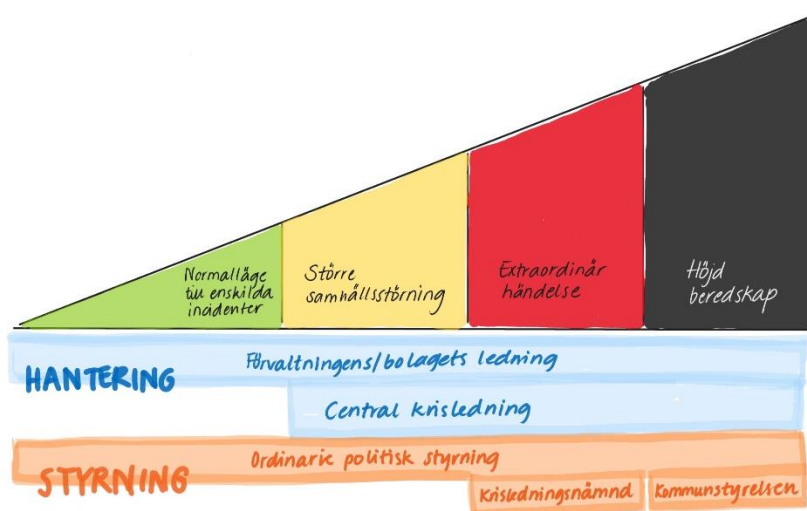 Normalläge
till enskilda
incidenter
Större
samhällsstörning
Extraordinär
händelse
Höjd
beredskap
HANTERING
Förvaltningens/bolagets ledning
Central krisledning
STYRNING
Ordinarie politisk styrning
Krisledningsnämnd
Kommunstyrelsen